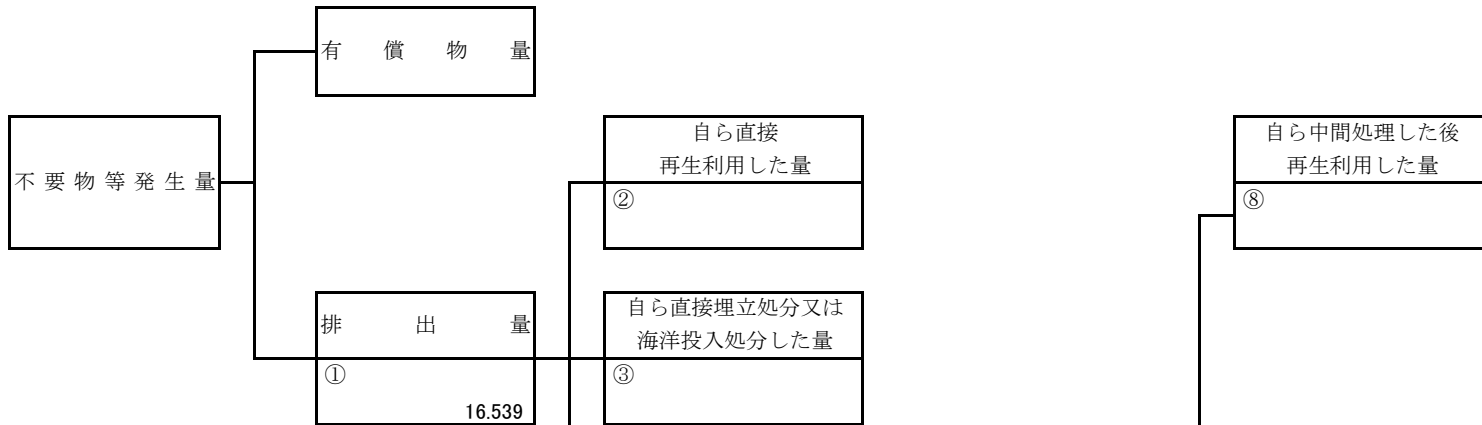 有償物量
不要物等発生量
自ら直接
再生利用した量
②
自ら中間処理した後
再生利用した量
⑧
排出量
①
16.539
自ら直接埋立処分又は
海洋投入処分した量
③